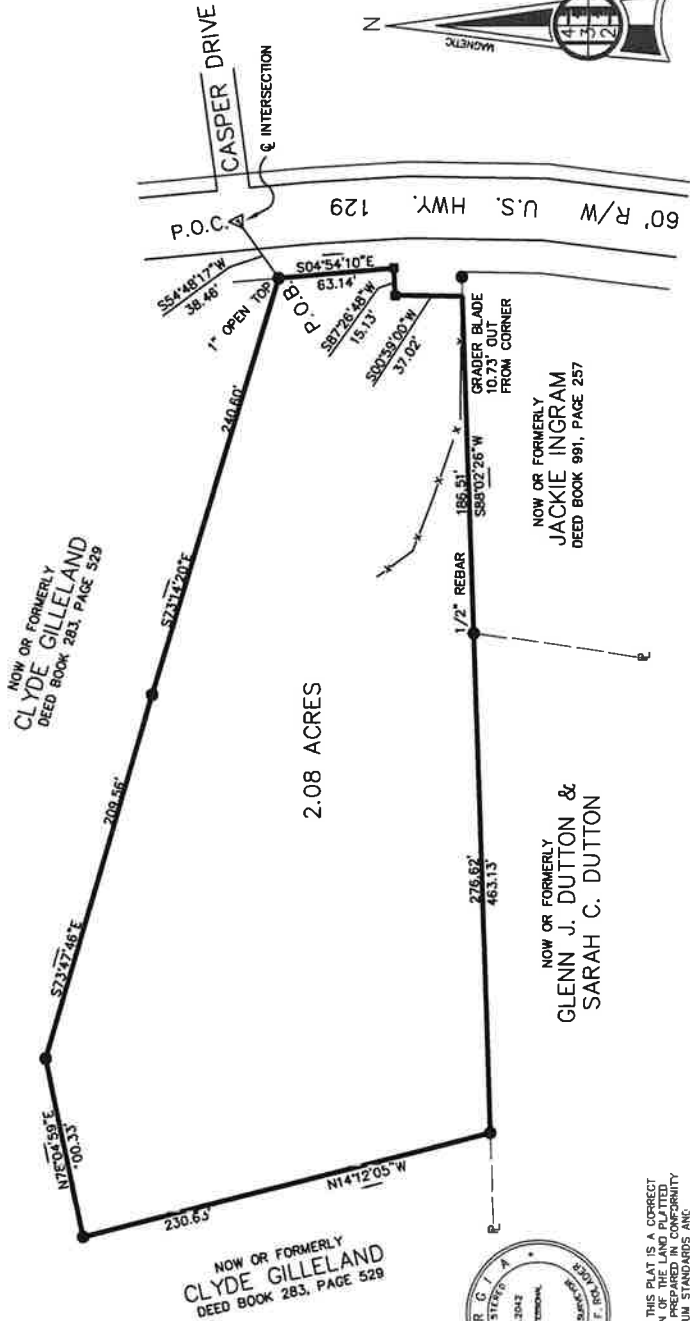 N
MAGNETIC
4
3
2
CASPER DRIVE
℄ INTERSECTION
P.O.C.
60' R/W U.S. HWY. 129
S54°48'17"W
38.46'
1" OPEN TOP
P.O.B.
S04°54'10"E
63.14'
S87°26'48"W
15.13'
S00°59'00"W
37.02'
GRADER BLADE
10.73' OUT
FROM CORNER
NOW OR FORMERLY
CLYDE GILLELAND
DEED BOOK 283, PAGE 529
240.60'
S73°14'20"E
209.56'
S73°47'46"E
2.08 ACRES
1/2" REBAR
186.51'
S88°02'26"W
NOW OR FORMERLY
JACKIE INGRAM
DEED BOOK 991, PAGE 257
276.62'
463.13'
NOW OR FORMERLY
GLENN J. DUTTON &
SARAH C. DUTTON
230.63'
N14°12'05"W
NOW OR FORMERLY
CLYDE GILLELAND
DEED BOOK 283, PAGE 529
THIS PLAT IS A CORRECT
N OF THE LAND PLATTED
PREPARED IN CONFORMITY
UM STANDARDS AND